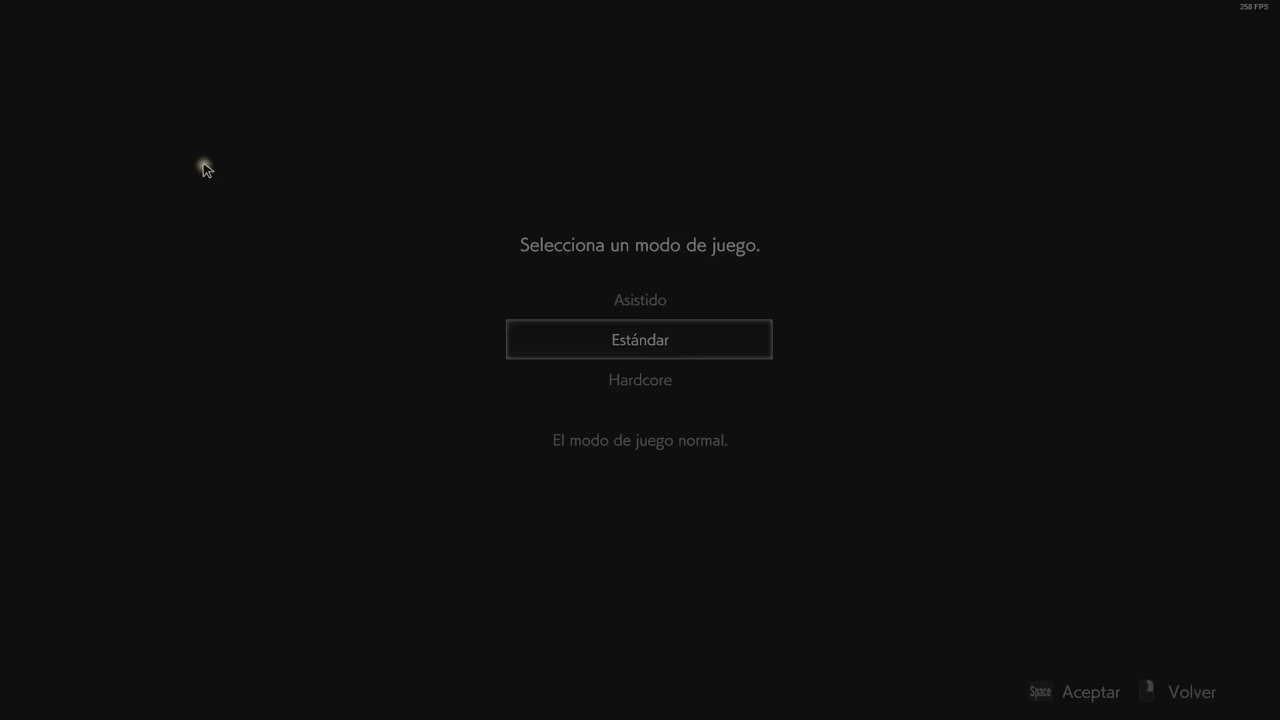 258 FPS
Selecciona un modo de juego.
Asistido
Estándar
Hardcore
El modo de juego normal.
Space Aceptar Volver